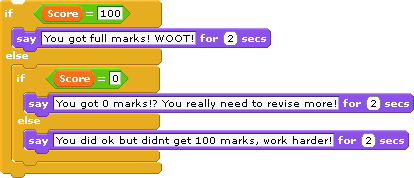 if Score = 100
say You got full marks! WOOT! for 2 secs
else
if Score = 0
say You got 0 marks!? You really need to revise more! for 2 secs
else
say You did ok but didnt get 100 marks, work harder! for 2 secs